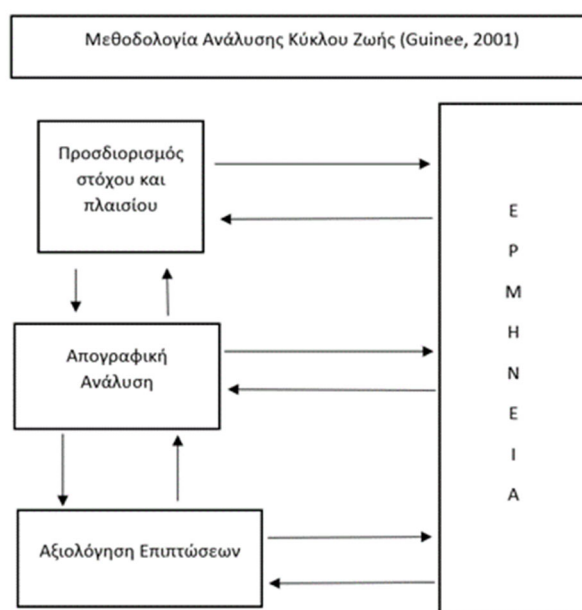 Μεθοδολογία Ανάλυσης Κύκλου Ζωής (Guinee, 2001)
Προσδιορισμός
στόχου και
πλαισίου
Απογραφική
Ανάλυση
Αξιολόγηση Επιπτώσεων
Ε
Ρ
Μ
Η
Ν
Ε
Ι
Α